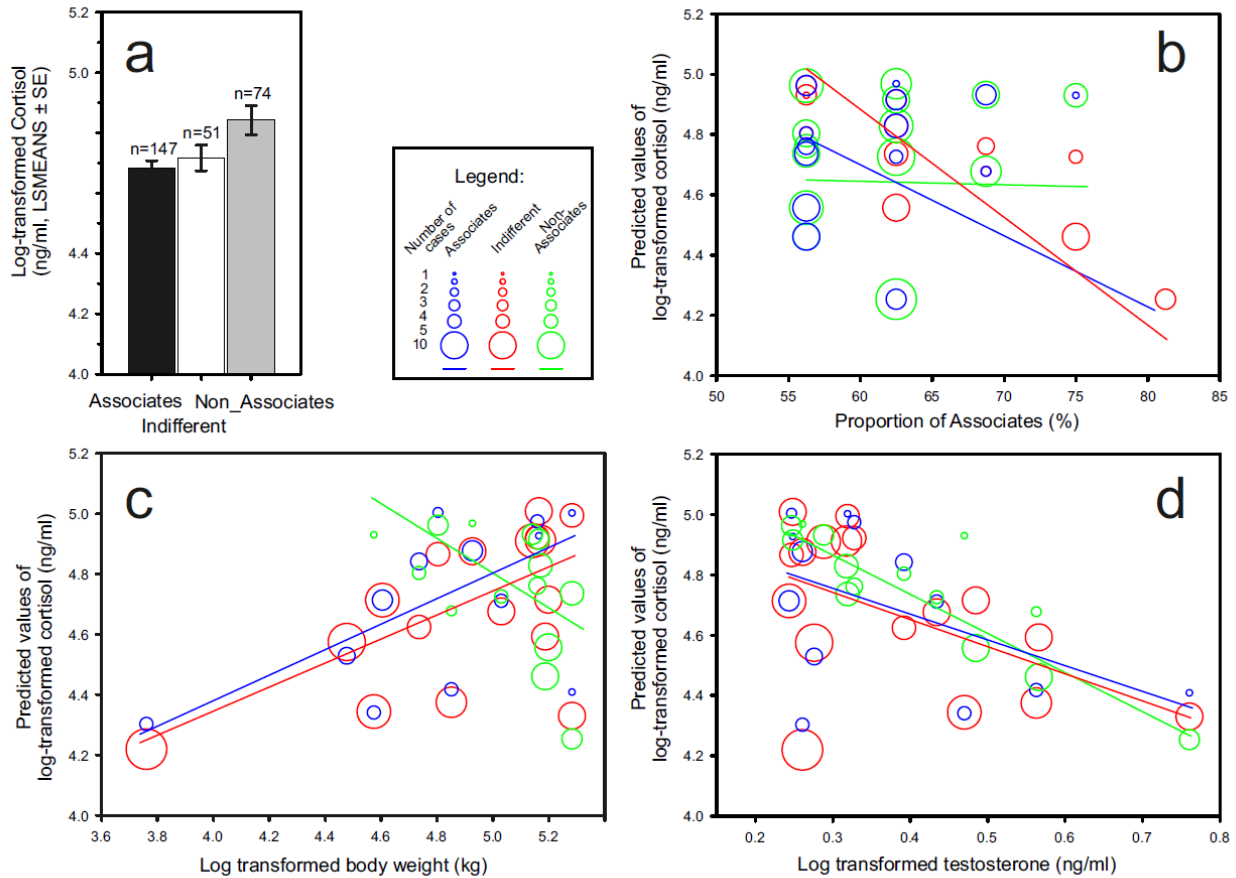 a
Log-transformed Cortisol
(ng/ml, LSMEANS ± SE)
5.2
5.0
4.8
4.4
4.2
4.0
n=147
n=51
n=74
Associates
Non_Associates
Indifferent
Legend:
Number of
cases
Associates
Indifferent
Non-
Associates
1
2
3
4
5
10
b
Predicted values of
log-transformed cortisol (ng/ml)
5.2
5.0
4.8
4.6
4.4
4.2
4.0
50 55 60 65 70 75 80 85
Proportion of Associates (%)
c
Predicted values of
log-transformed cortisol (ng/ml)
5.2
5.0
4.8
4.6
4.4
4.2
4.0
3.6 3.8 4.0 4.2 4.4 4.6 4.8 5.0 5.2
Log transformed body weight (kg)
d
Predicted values of
log-transformed cortisol (ng/ml)
5.2
5.0
4.8
4.6
4.4
4.2
4.0
0.2 0.3 0.4 0.5 0.6 0.7 0.8
Log transformed testosterone (ng/ml)